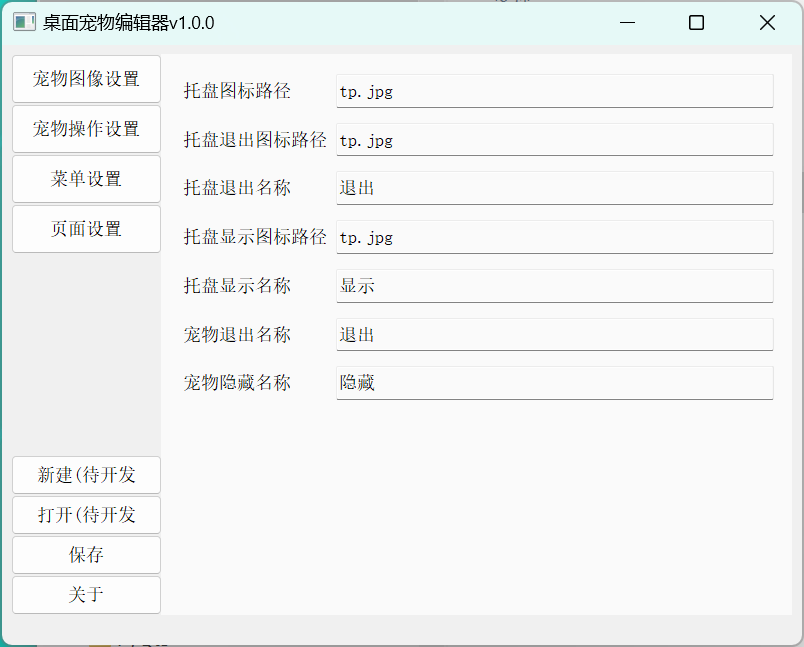 桌面宠物编辑器v1.0.0
宠物图像设置
宠物操作设置
菜单设置
页面设置
新建(待开发
打开(待开发
保存
关于
托盘图标路径 tp.jpg
托盘退出图标路径 tp.jpg
托盘退出名称 退出
托盘显示图标路径 tp.jpg
托盘显示名称 显示
宠物退出名称 退出
宠物隐藏名称 隐藏